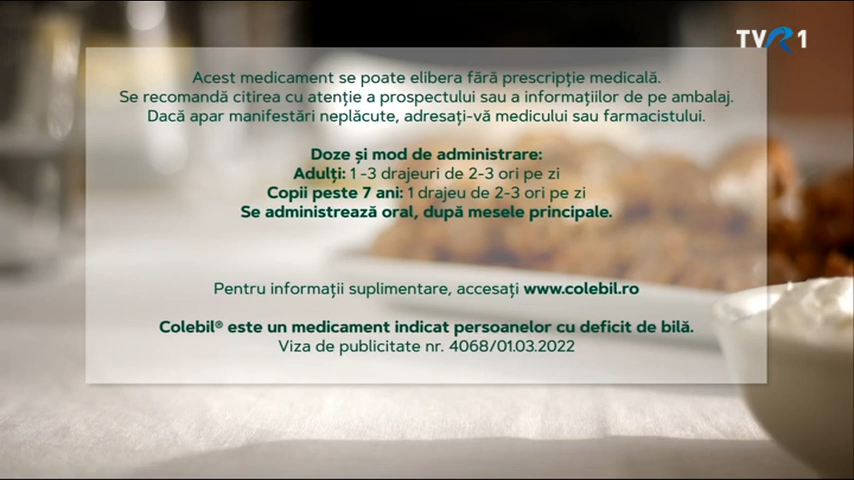 TVR 1
Acest medicament se poate elibera fără prescripție medicală.
Se recomandă citirea cu atenție a prospectului sau a informațiilor de pe ambalaj.
Dacă apar manifestări neplăcute, adresați-vă medicului sau farmacistului.
Doze și mod de administrare:
Adulți: 1 -3 drajeuri de 2-3 ori pe zi
Copii peste 7 ani: 1 drajeu de 2-3 ori pe zi
Se administrează oral, după mesele principale.
Pentru informații suplimentare, accesați www.colebil.ro
Colebil® este un medicament indicat persoanelor cu deficit de bilă.
Viza de publicitate nr. 4068/01.03.2022